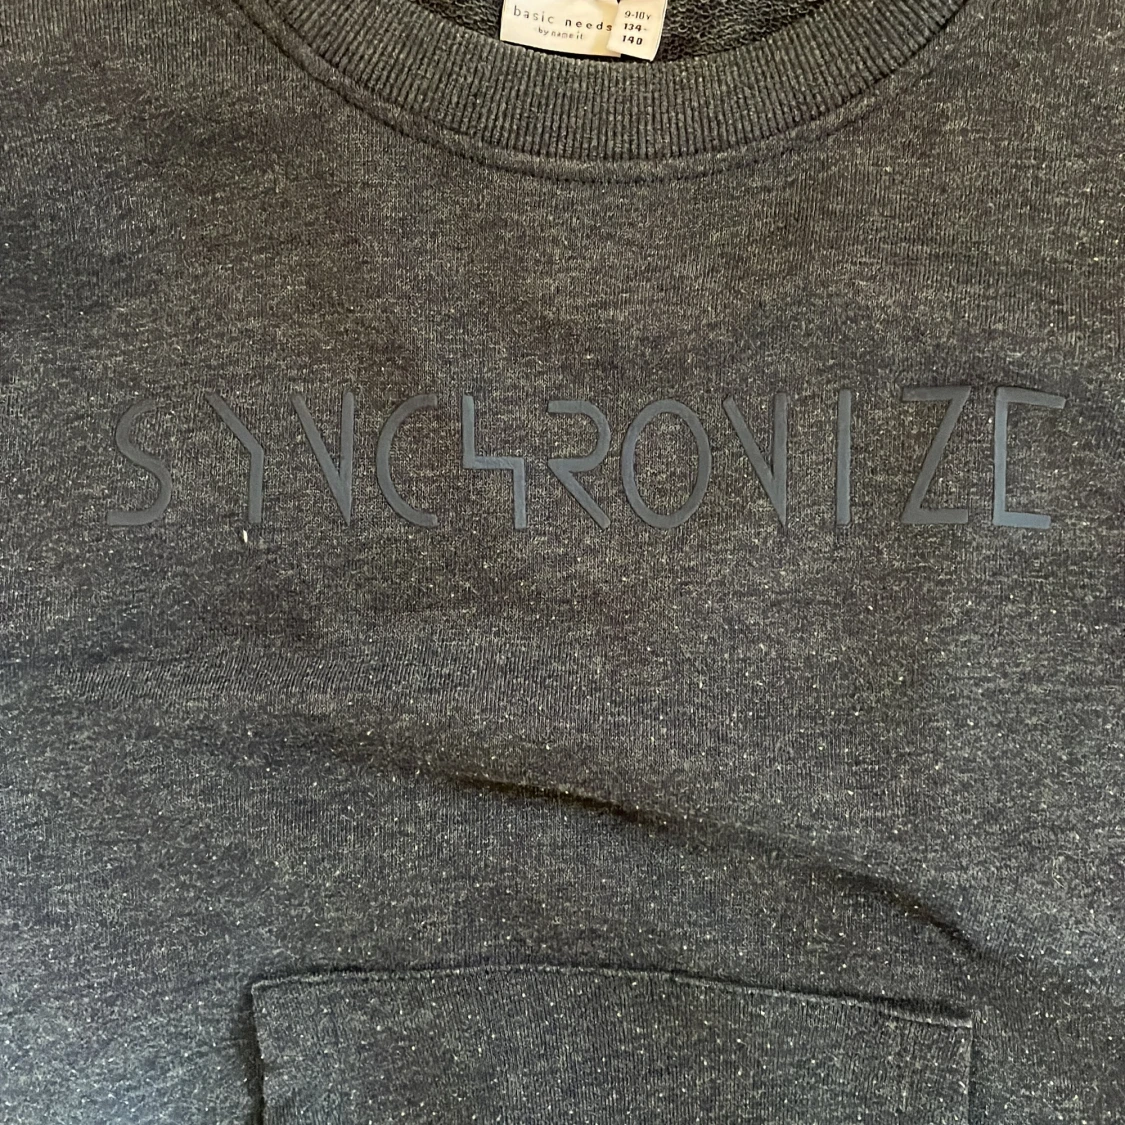 basic needs
by name it
9-10Y
134-
140
SYNCHRONIZE